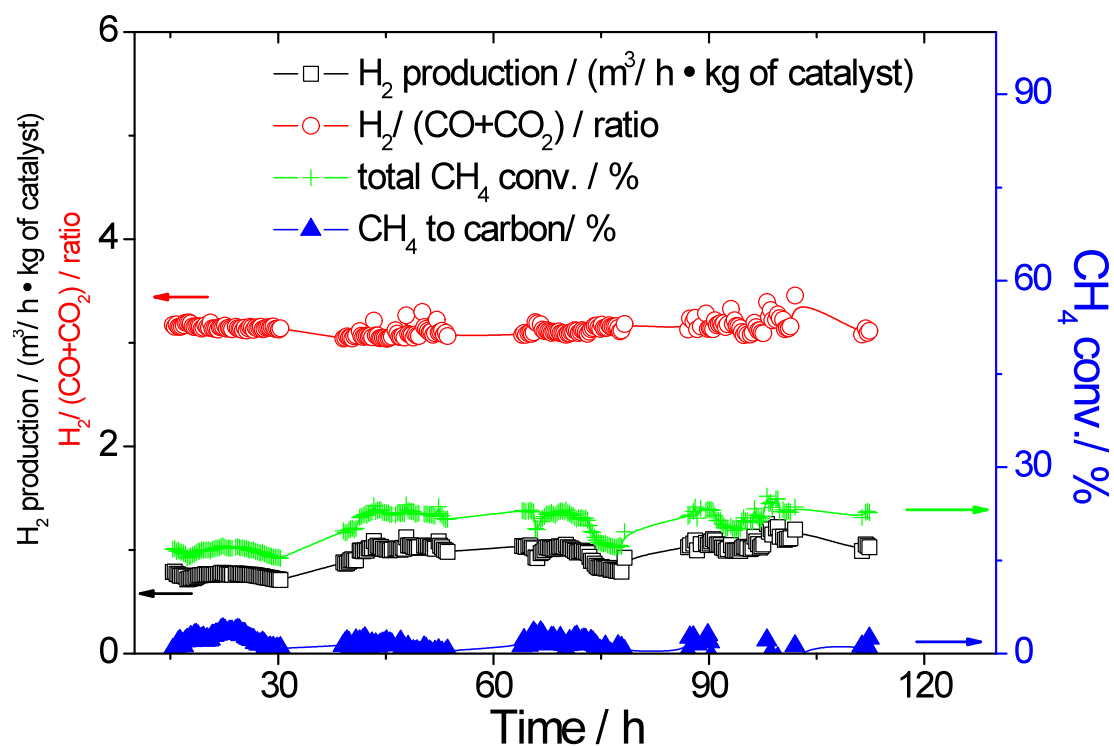 H₂ production / (m³/ h • kg of catalyst)
H₂/ (CO+CO₂) / ratio
6
4
2
0
H₂ production / (m³/ h • kg of catalyst)
H₂/ (CO+CO₂) / ratio
total CH₄ conv. / %
CH₄ to carbon/ %
90
60
30
0
CH₄ conv./ %
30
60
90
120
Time / h